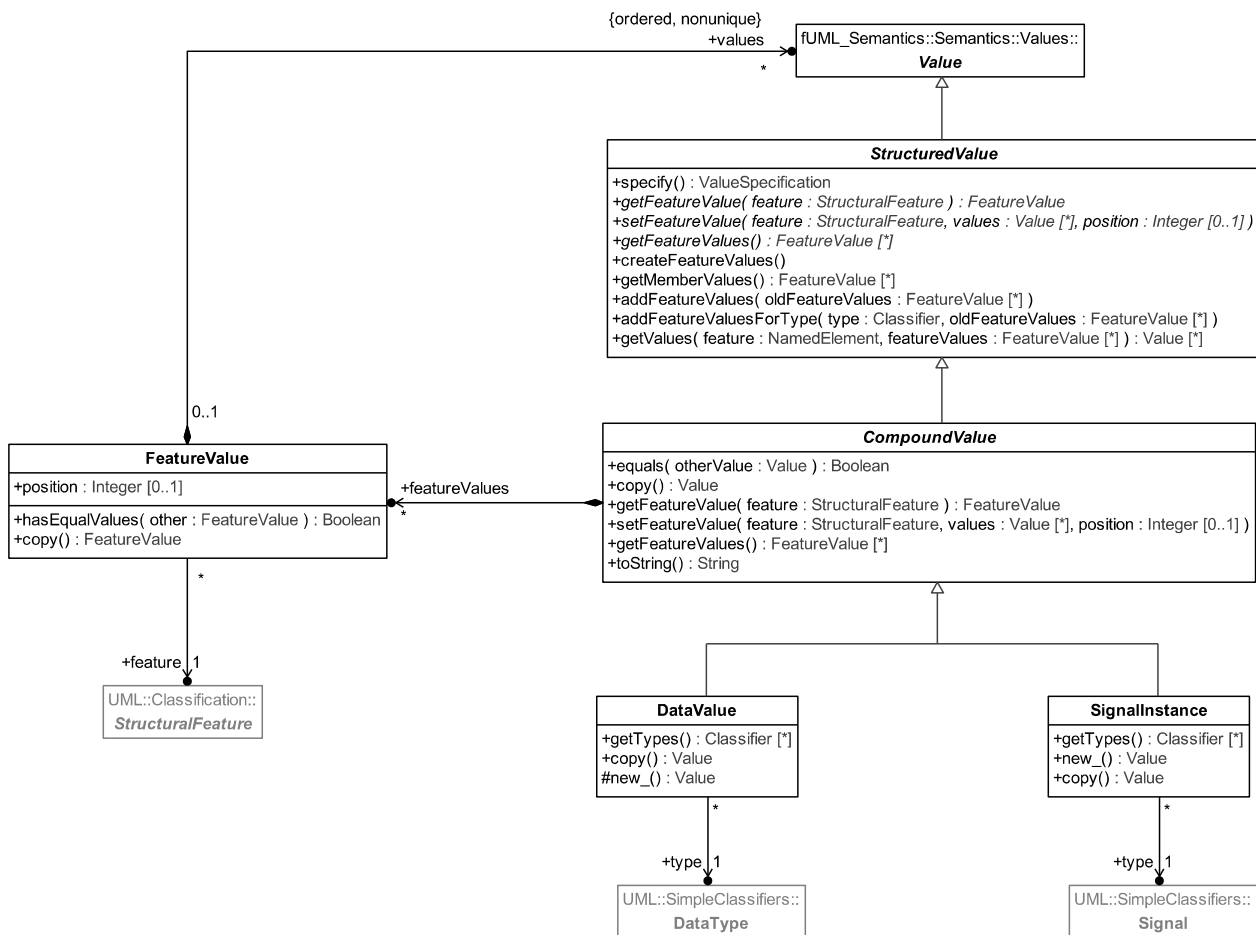 {ordered, nonunique}
+values
*
fUML_Semantics::Semantics::Values::
Value
StructuredValue
+specify() : ValueSpecification
+getFeatureValue( feature : StructuralFeature ) : FeatureValue
+setFeatureValue( feature : StructuralFeature, values : Value [*], position : Integer [0..1] )
+getFeatureValues() : FeatureValue [*]
+createFeatureValues()
+getMemberValues() : FeatureValue [*]
+addFeatureValues( oldFeatureValues : FeatureValue [*] )
+addFeatureValuesForType( type : Classifier, oldFeatureValues : FeatureValue [*] )
+getValues( feature : NamedElement, featureValues : FeatureValue [*] ) : Value [*]
0..1
FeatureValue
+position : Integer [0..1]
+hasEqualValues( other : FeatureValue ) : Boolean
+copy() : FeatureValue
+featureValues
*
CompoundValue
+equals( otherValue : Value ) : Boolean
+copy() : Value
+getFeatureValue( feature : StructuralFeature ) : FeatureValue
+setFeatureValue( feature : StructuralFeature, values : Value [*], position : Integer [0..1] )
+getFeatureValues() : FeatureValue [*]
+toString() : String
*
+feature 1
UML::Classification::
StructuralFeature
DataValue
+getTypes() : Classifier [*]
+copy() : Value
#new_() : Value
*
+type 1
UML::SimpleClassifiers::
DataType
SignalInstance
+getTypes() : Classifier [*]
+new_() : Value
+copy() : Value
*
+type 1
UML::SimpleClassifiers::
Signal